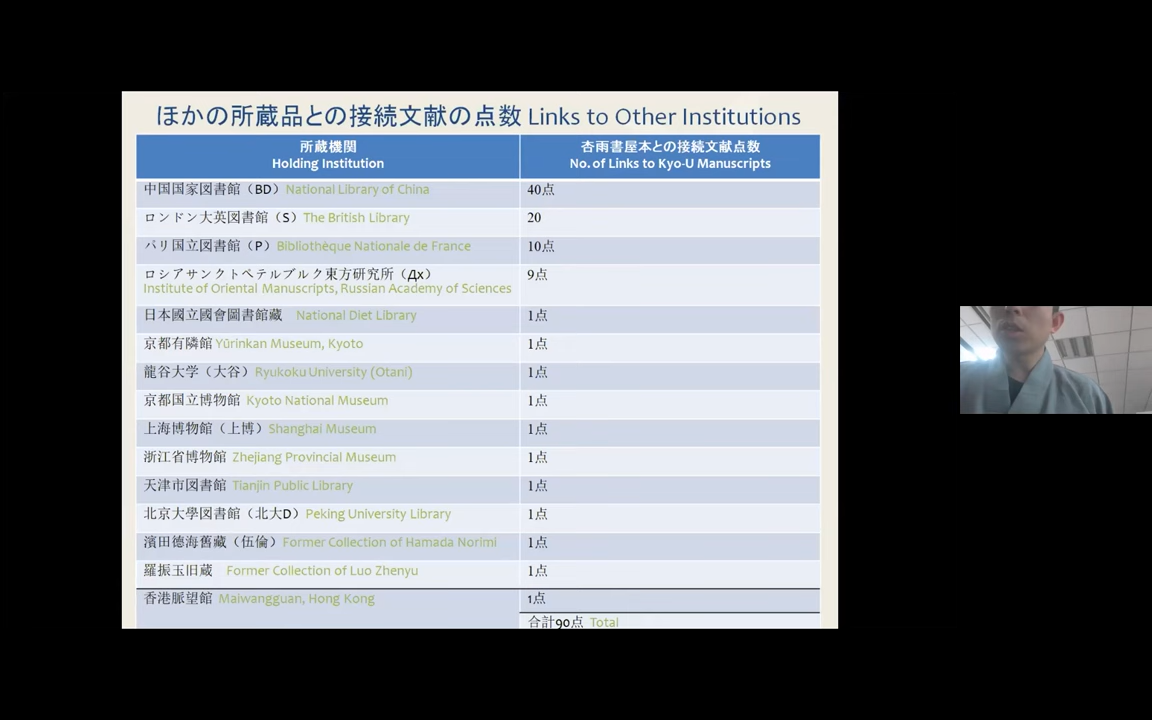 ほかの所蔵品との接続文献の点数 Links to Other Institutions
所蔵機関
Holding Institution
杏雨書屋本との接続文献点数
No. of Links to Kyo-U Manuscripts
中国国家図書館（BD）National Library of China
40点
ロンドン大英図書館（S）The British Library
20
パリ国立図書館（P）Bibliothèque Nationale de France
10点
ロシアサンクトペテルブルク東方研究所（Дх）
Institute of Oriental Manuscripts, Russian Academy of Sciences
9点
日本國立國會圖書館藏 National Diet Library
1点
京都有隣館 Yūrinkan Museum, Kyoto
1点
龍谷大学（大谷）Ryukoku University (Otani)
1点
京都国立博物館 Kyoto National Museum
1点
上海博物館（上博）Shanghai Museum
1点
浙江省博物館 Zhejiang Provincial Museum
1点
天津市図書館 Tianjin Public Library
1点
北京大學図書館（北大D）Peking University Library
1点
濱田德海舊藏（伍倫）Former Collection of Hamada Norimi
1点
羅振玉旧蔵 Former Collection of Luo Zhenyu
1点
香港脈望館 Maiwangguan, Hong Kong
1点
合計90点 Total